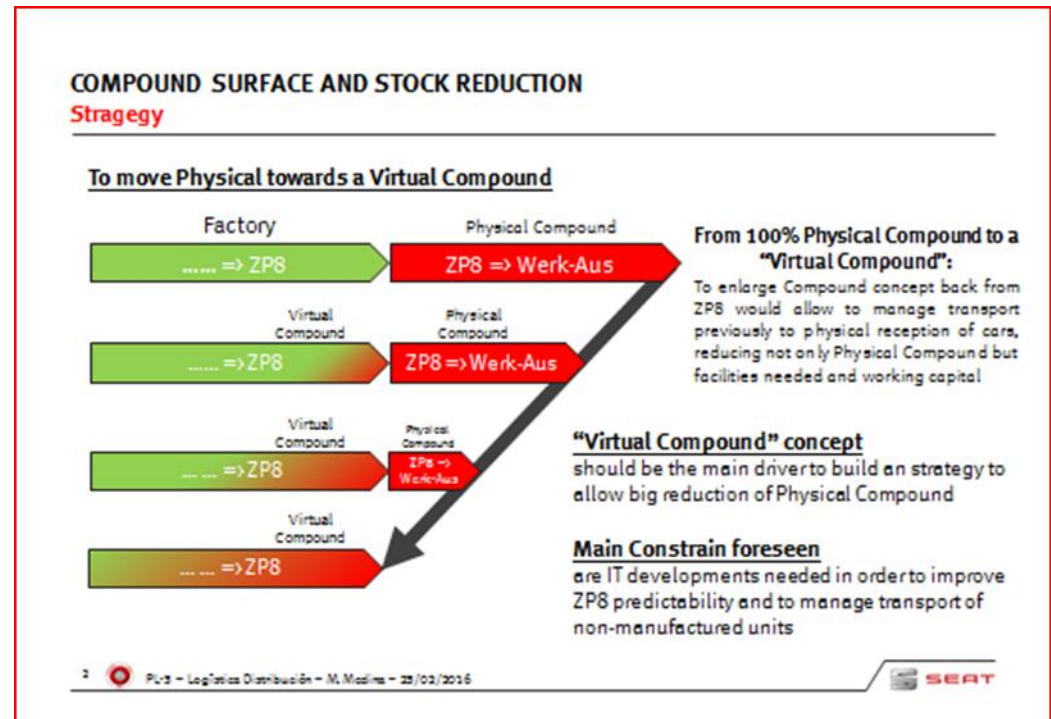 COMPOUND SURFACE AND STOCK REDUCTION
Stragegy
To move Physical towards a Virtual Compound
Factory
Physical Compound
...... => ZP8
ZP8 => Werk-Aus
Virtual
Compound
Physical
Compound
...... =>ZP8
ZP8 =>Werk-Aus
Virtual
Compound
Physical
Compound
... ... =>ZP8
ZP8 =>
Werk-Aus
Virtual
Compound
... ... =>ZP8
From 100% Physical Compound to a
“Virtual Compound”:
To enlarge Compound concept back from
ZP8 would allow to manage transport
previously to physical reception of cars,
reducing not only Physical Compound but
facilities needed and working capital
“Virtual Compound” concept
should be the main driver to build an strategy to
allow big reduction of Physical Compound
Main Constrain foreseen
are IT developments needed in order to improve
ZP8 predictability and to manage transport of
non-manufactured units
2 PL-3 – Logística Distribución – M. Medina – 23/02/2016
SEAT